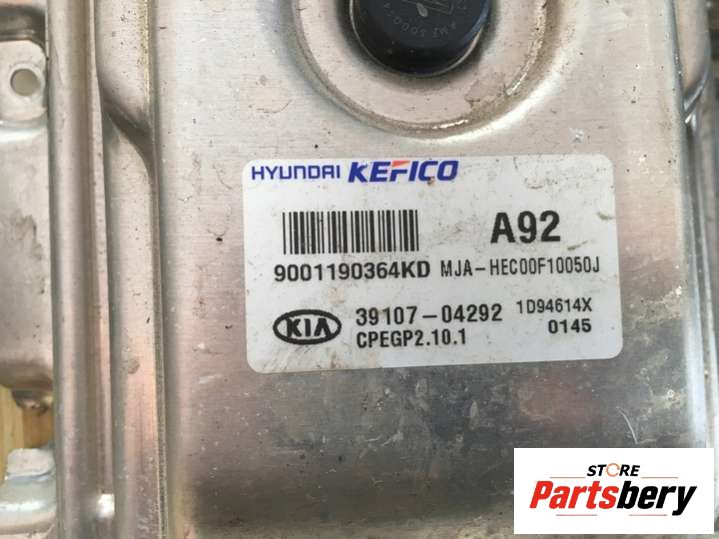 HYUNDAI KEFICO
A92
9001190364KD MJA-HEC00F10050J
KIA 39107-04292 1D94614X
CPEGP2.10.1 0145
STORE
Partsbery